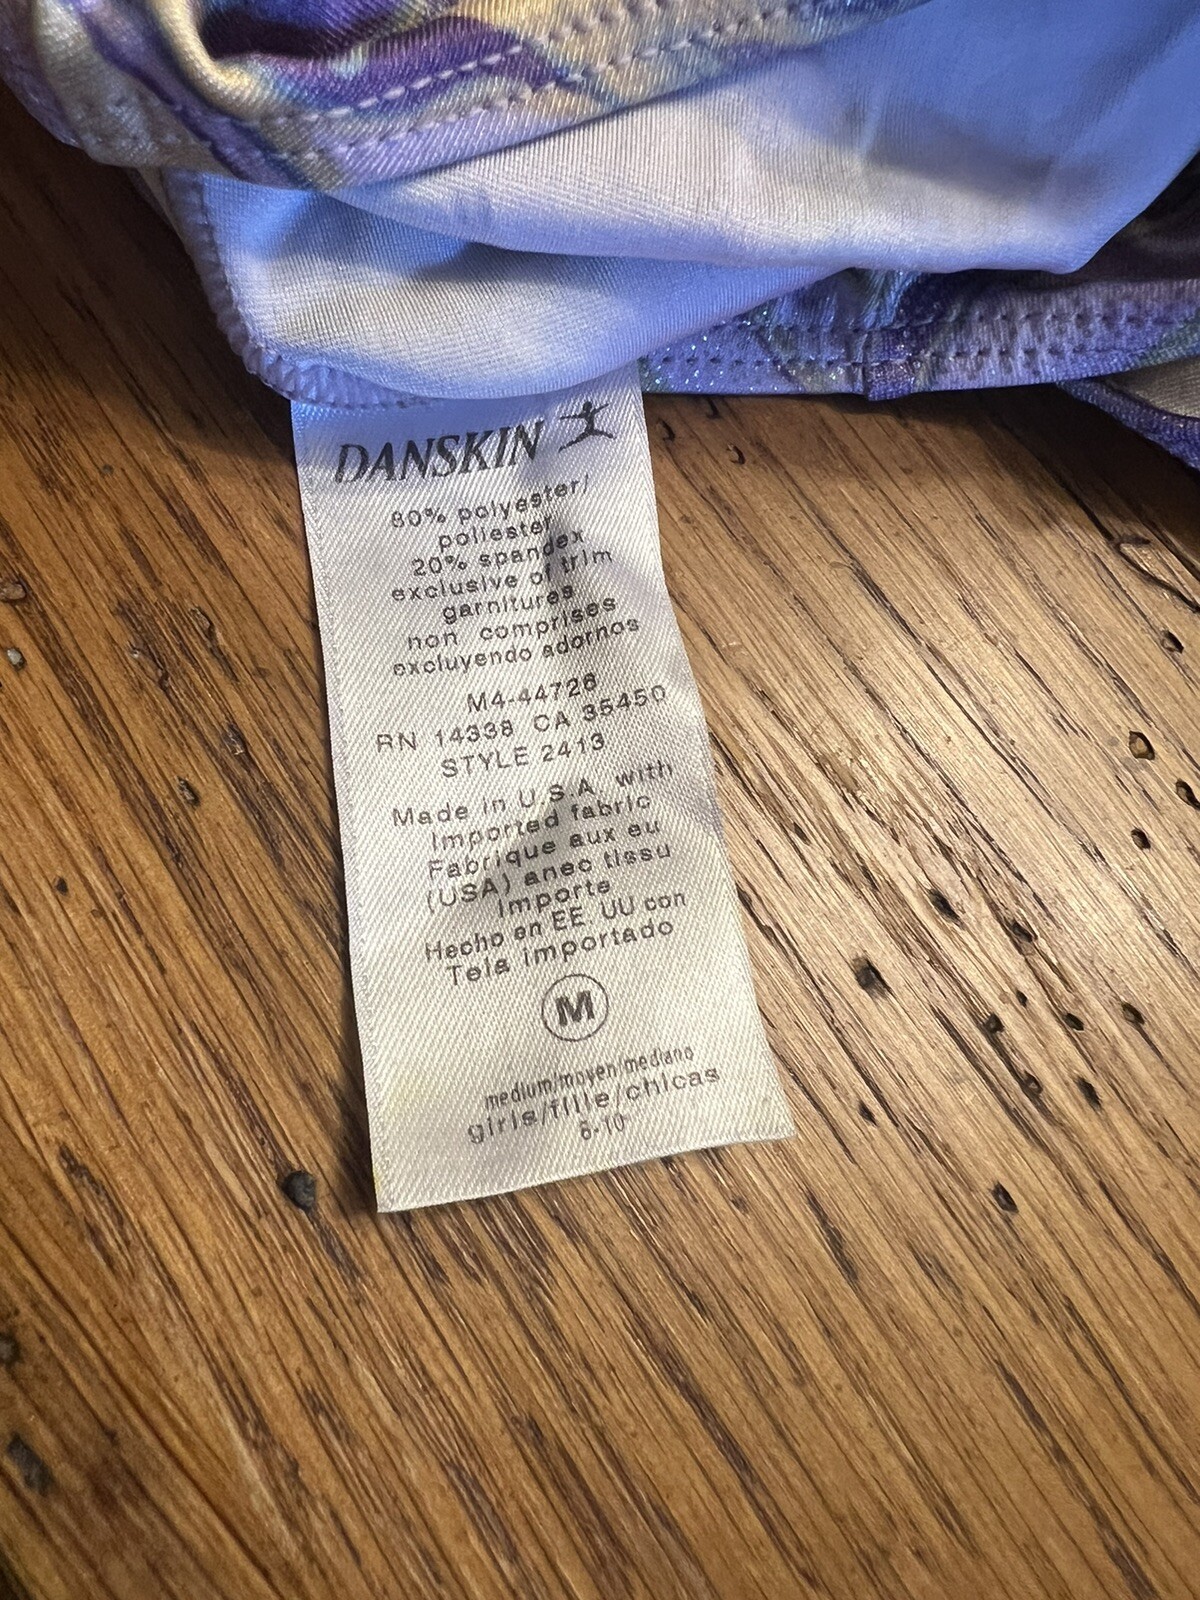 DANSKIN
80% polyester/
poliester
20% spandex
exclusive of trim
garnitures
non comprises
excluyendo adornos
M4-44726
RN 14338 CA 35450
STYLE 2413
Made in U.S.A. with
Imported fabric
Fabrique aux eu
(USA) anec tissu
Importe
Hecho en EE. UU con
Tela importado
M
medium/moyen/mediano
girls/fille/chicas